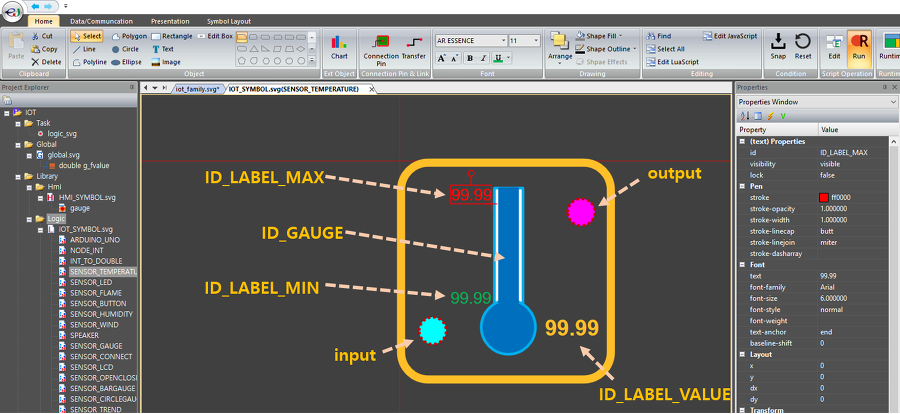 Home Data/Communication Presentation Symbol Layout
Paste
Cut
Copy
Delete
Clipboard
Select Polygon Rectangle Edit Box
Line Circle Text
Polyline Ellipse Image
Object
Chart
Ext Object
Connection Pin Transfer
Connection Pin & Link
AR ESSENCE 11
B I U
Font
Arrange
Shape Fill
Shape Outline
Shape Effects
Drawing
Find Edit JavaScript
Select All
Edit LuaScript
Editing
Snap Reset
Condition
Edit Run
Script Operation
Runtime
Project Explorer
IOT
Task
logic_svg
Global
global.svg
double g_fvalue
Library
Hmi
HMI_SYMBOL.svg
gauge
Logic
IOT_SYMBOL.svg
ARDUINO_UNO
NODE_INT
INT_TO_DOUBLE
SENSOR_TEMPERATU
SENSOR_LED
SENSOR_FLAME
SENSOR_BUTTON
SENSOR_HUMIDITY
SENSOR_WIND
SPEAKER
SENSOR_GAUGE
SENSOR_CONNECT
SENSOR_LCD
SENSOR_OPENCLOS
SENSOR_BARGAUGE
SENSOR_CIRCLEGAU
SENSOR_TREND
iot_family.svg* IOT_SYMBOL.svg(SENSOR_TEMPERATURE)
ID_LABEL_MAX
99.99
output
ID_GAUGE
ID_LABEL_MIN
99.99
99.99
input
ID_LABEL_VALUE
Properties
Properties Window
Property Value
(text) Properties
id ID_LABEL_MAX
visibility visible
lock false
Pen
stroke ff0000
stroke-opacity 1.000000
stroke-width 1.000000
stroke-linecap butt
stroke-linejoin miter
stroke-dasharray
Font
text 99.99
font-family Arial
font-size 6.000000
font-style normal
font-weight
text-anchor end
baseline-shift 0
Layout
x 0
y 0
dx 0
dy 0
Transform